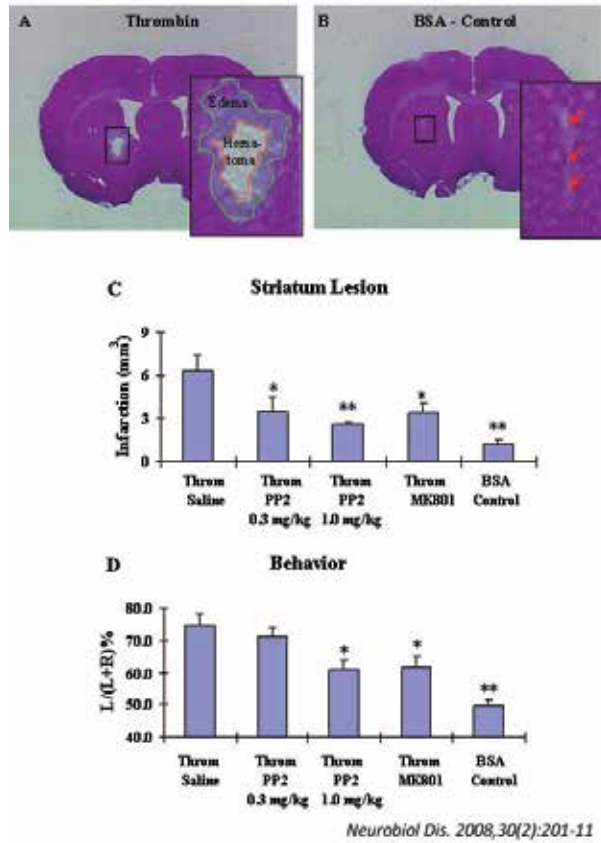 A Thrombin
B BSA - Control
Edema
Hema-
toma
C Striatum Lesion
Infarction (mm3)
9
6
3
0
*
**
*
**
Throm Saline
Throm PP2 0.3 mg/kg
Throm PP2 1.0 mg/kg
Throm MK801
BSA Control
D Behavior
L/(L+R)%
80.0
70.0
60.0
50.0
40.0
*
*
**
Throm Saline
Throm PP2 0.3 mg/kg
Throm PP2 1.0 mg/kg
Throm MK801
BSA Control
Neurobiol Dis. 2008,30(2):201-11